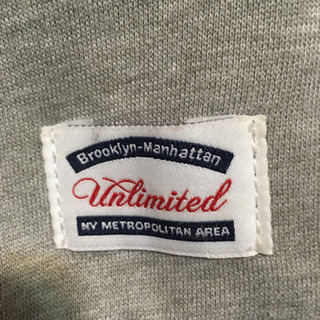 Brooklyn-Manhattan
Unlimited
NY METROPOLITAN AREA